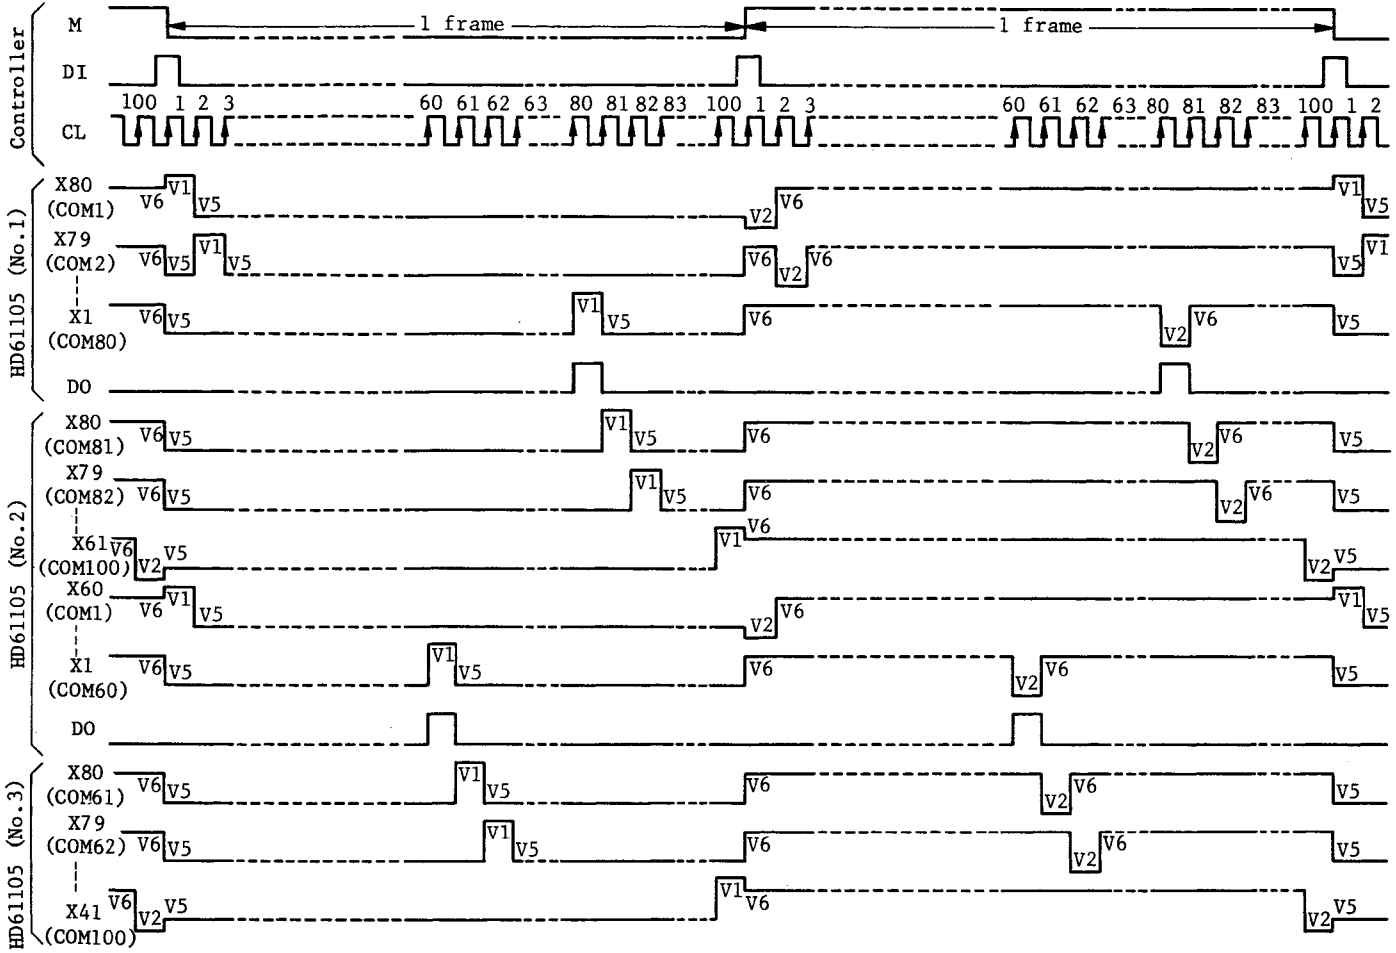 Controller
M
1 frame
1 frame
DI
100 1 2 3 60 61 62 63 80 81 82 83 100 1 2 3 60 61 62 63 80 81 82 83 100 1 2
CL
HD61105 (No.1)
X80
(COM1)
V6 V1 V5 V2 V6 V1 V5
X79
(COM2)
V6 V5 V1 V5 V6 V2 V6 V5 V1
X1
(COM80)
V6 V5 V1 V5 V6 V2 V6 V5
DO
HD61105 (No.2)
X80
(COM81)
V6 V5 V1 V5 V6 V2 V6 V5
X79
(COM82)
V6 V5 V1 V5 V6 V2 V6 V5
X61
(COM100)
V6 V2 V5 V1 V6 V2 V5
X60
(COM1)
V6 V1 V5 V2 V6 V1 V5
X1
(COM60)
V6 V5 V1 V5 V6 V2 V6 V5
DO
HD61105 (No.3)
X80
(COM61)
V6 V5 V1 V5 V6 V2 V6 V5
X79
(COM62)
V6 V5 V1 V5 V6 V2 V6 V5
X41
(COM100)
V6 V2 V5 V1 V6 V2 V5